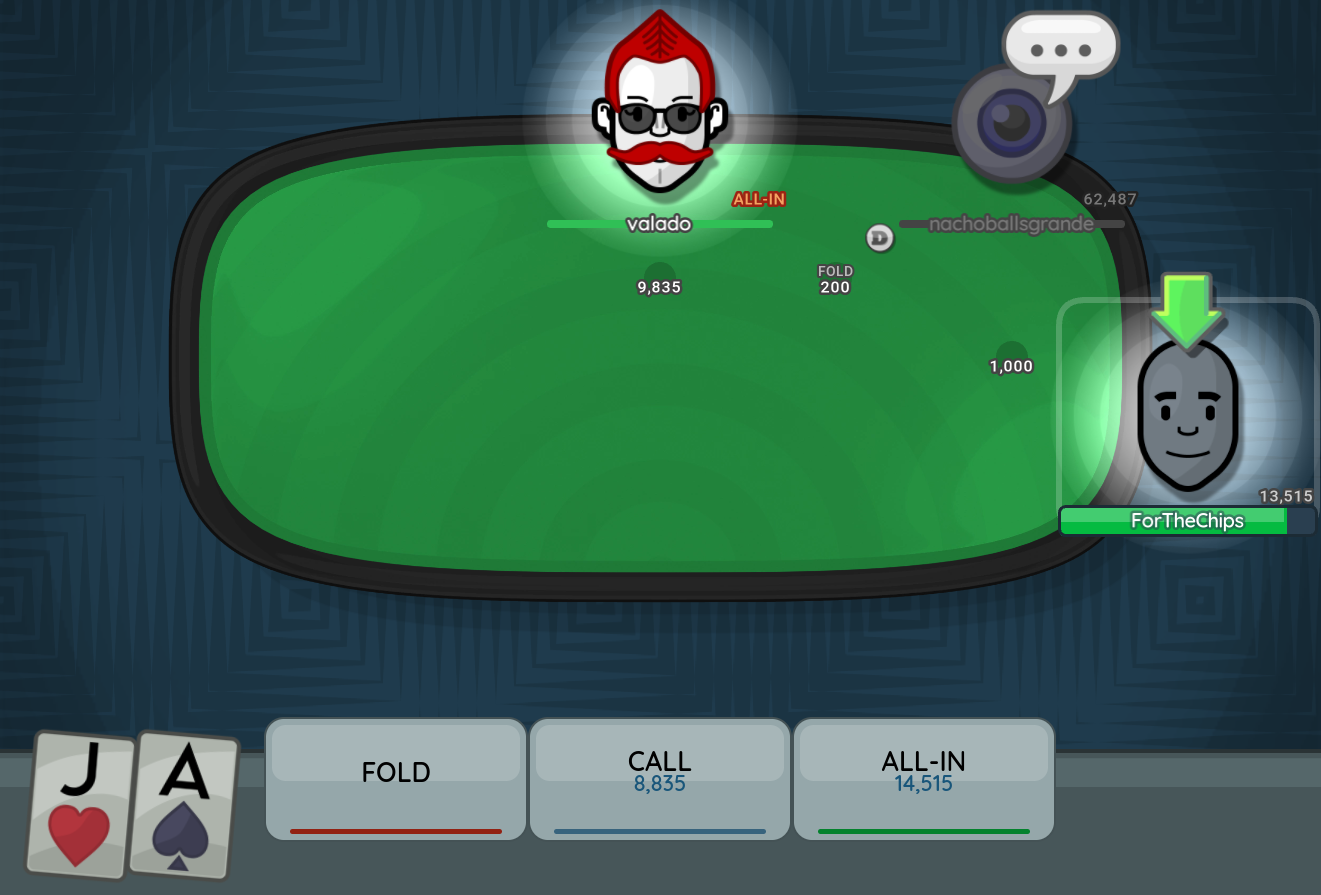 ALL-IN
62,487
valado
nachoballsgrande
D
FOLD
9,835
200
1,000
13,515
ForTheChips
J
A
FOLD
CALL
8,835
ALL-IN
14,515